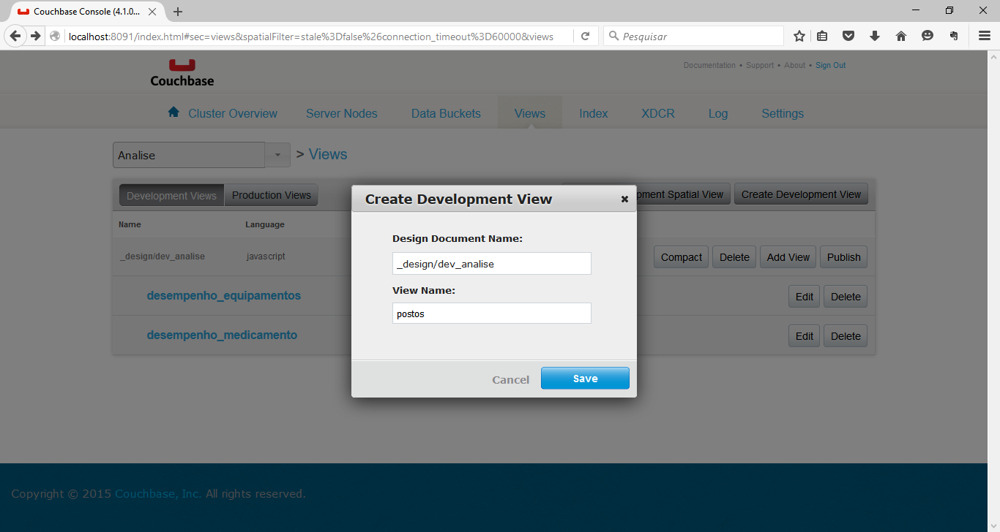 Couchbase Console (4.1.0...
localhost:8091/index.html#sec=views&spatialFilter=stale%3Dfalse%26connection_timeout%3D60000&views
Pesquisar
Couchbase
Documentation • Support • About • Sign Out
Cluster Overview Server Nodes Data Buckets Views Index XDCR Log Settings
Analise > Views
Development Views Production Views pment Spatial View Create Development View
Create Development View
Name Language
Design Document Name:
_design/dev_analise javascript Compact Delete Add View Publish
_design/dev_analise
View Name:
desempenho_equipamentos Edit Delete
postos
desempenho_medicamento Edit Delete
Cancel Save
Copyright © 2015 Couchbase, Inc. All rights reserved.